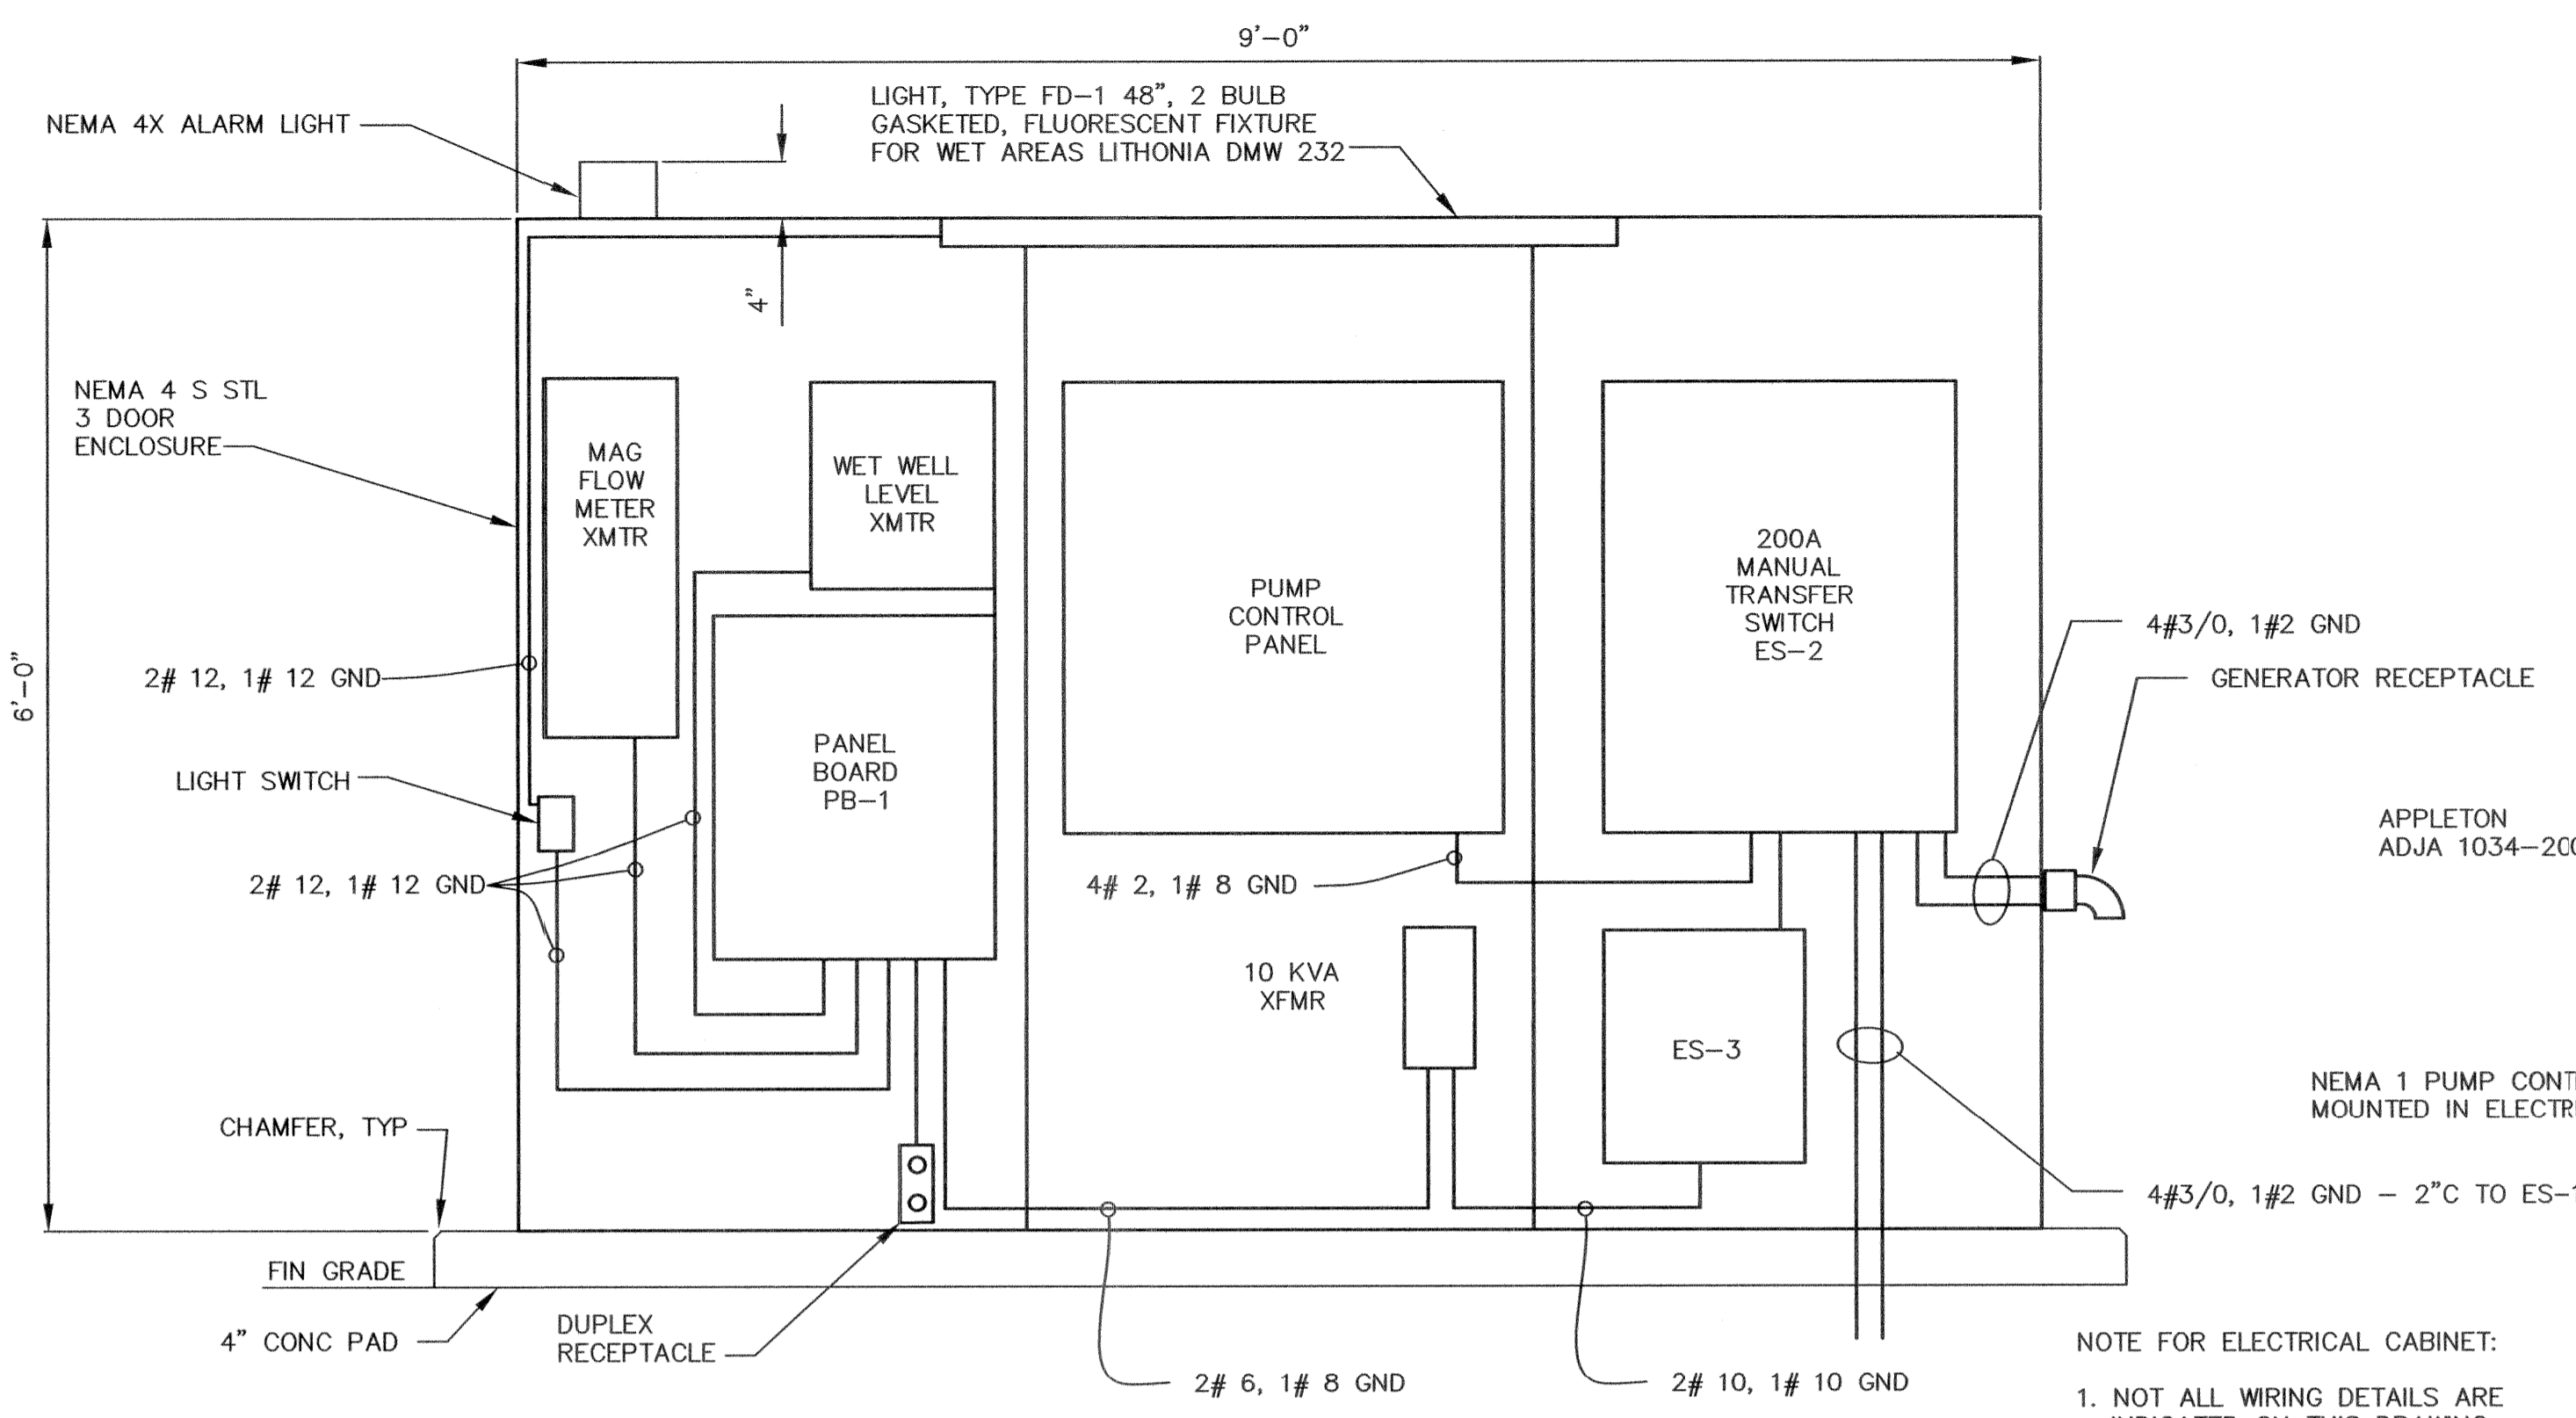 9'-0"
LIGHT, TYPE FD-1 48", 2 BULB
GASKETED, FLUORESCENT FIXTURE
FOR WET AREAS LITHONIA DMW 232
NEMA 4X ALARM LIGHT
4"
NEMA 4 S STL
3 DOOR
ENCLOSURE
MAG
FLOW
METER
XMTR
WET WELL
LEVEL
XMTR
PUMP
CONTROL
PANEL
200A
MANUAL
TRANSFER
SWITCH
ES-2
4#3/0, 1#2 GND
GENERATOR RECEPTACLE
6'-0"
2# 12, 1# 12 GND
LIGHT SWITCH
PANEL
BOARD
PB-1
APPLETON
ADJA 1034-200
2# 12, 1# 12 GND
4# 2, 1# 8 GND
10 KVA
XFMR
ES-3
NEMA 1 PUMP
MOUNTED IN
CHAMFER, TYP
4#3/0, 1#2 GND - 2"C TO ES-1
FIN GRADE
4" CONC PAD
DUPLEX
RECEPTACLE
2# 6, 1# 8 GND
2# 10, 1# 10 GND
NOTE FOR ELECTRICAL CABINET:
1. NOT ALL WIRING DETAILS ARE